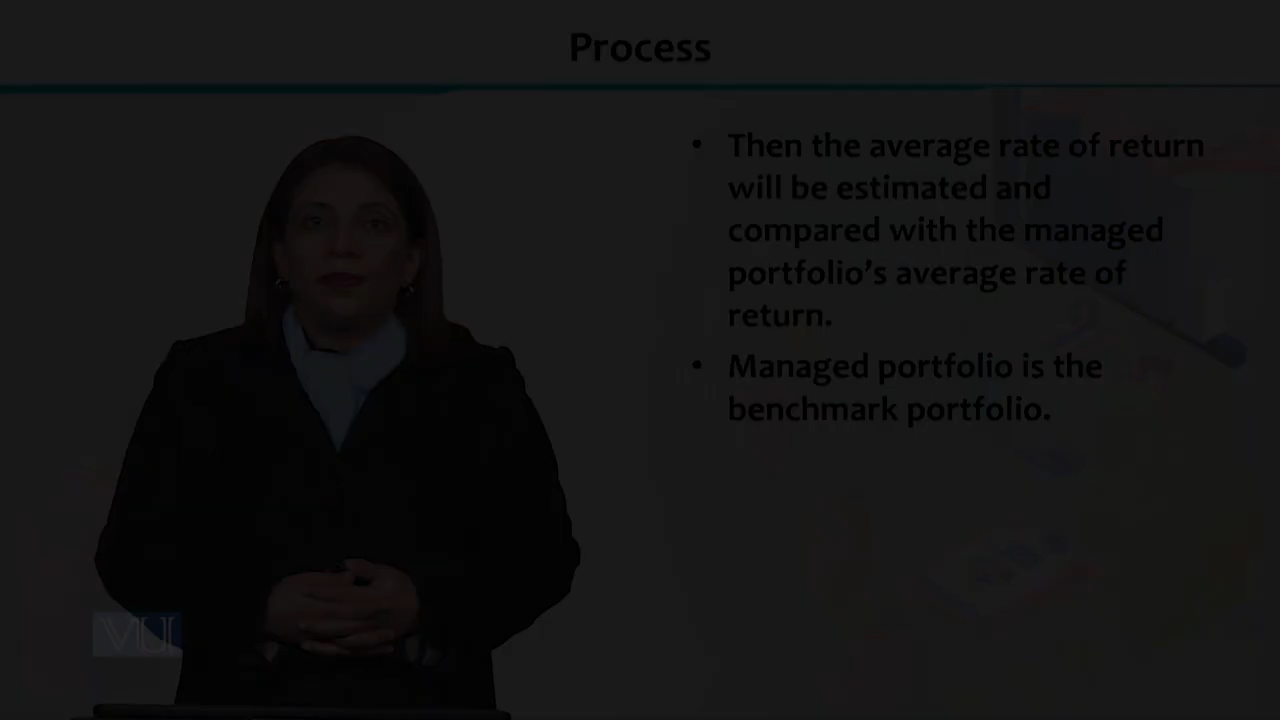 Process
• Then the average rate of return
will be estimated and
compared with the managed
portfolio’s average rate of
return.
• Managed portfolio is the
benchmark portfolio.
VU